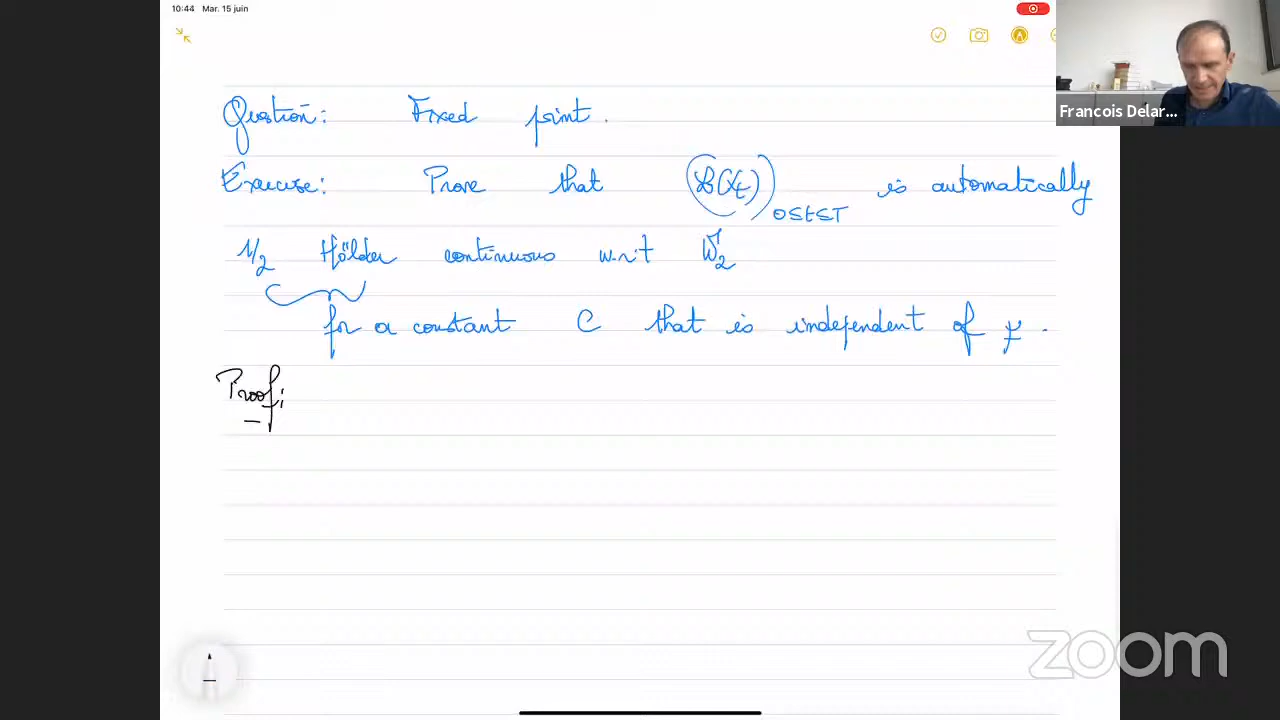 10:44 Mar. 15 juin
Francois Delar...
Question: Fixed point.
Exercise: Prove that (L(X_t))_{0≤t≤T} is automatically
1/2 Hölder continuous w.r.t W_2
for a constant C that is independent of
Proof:
zoom